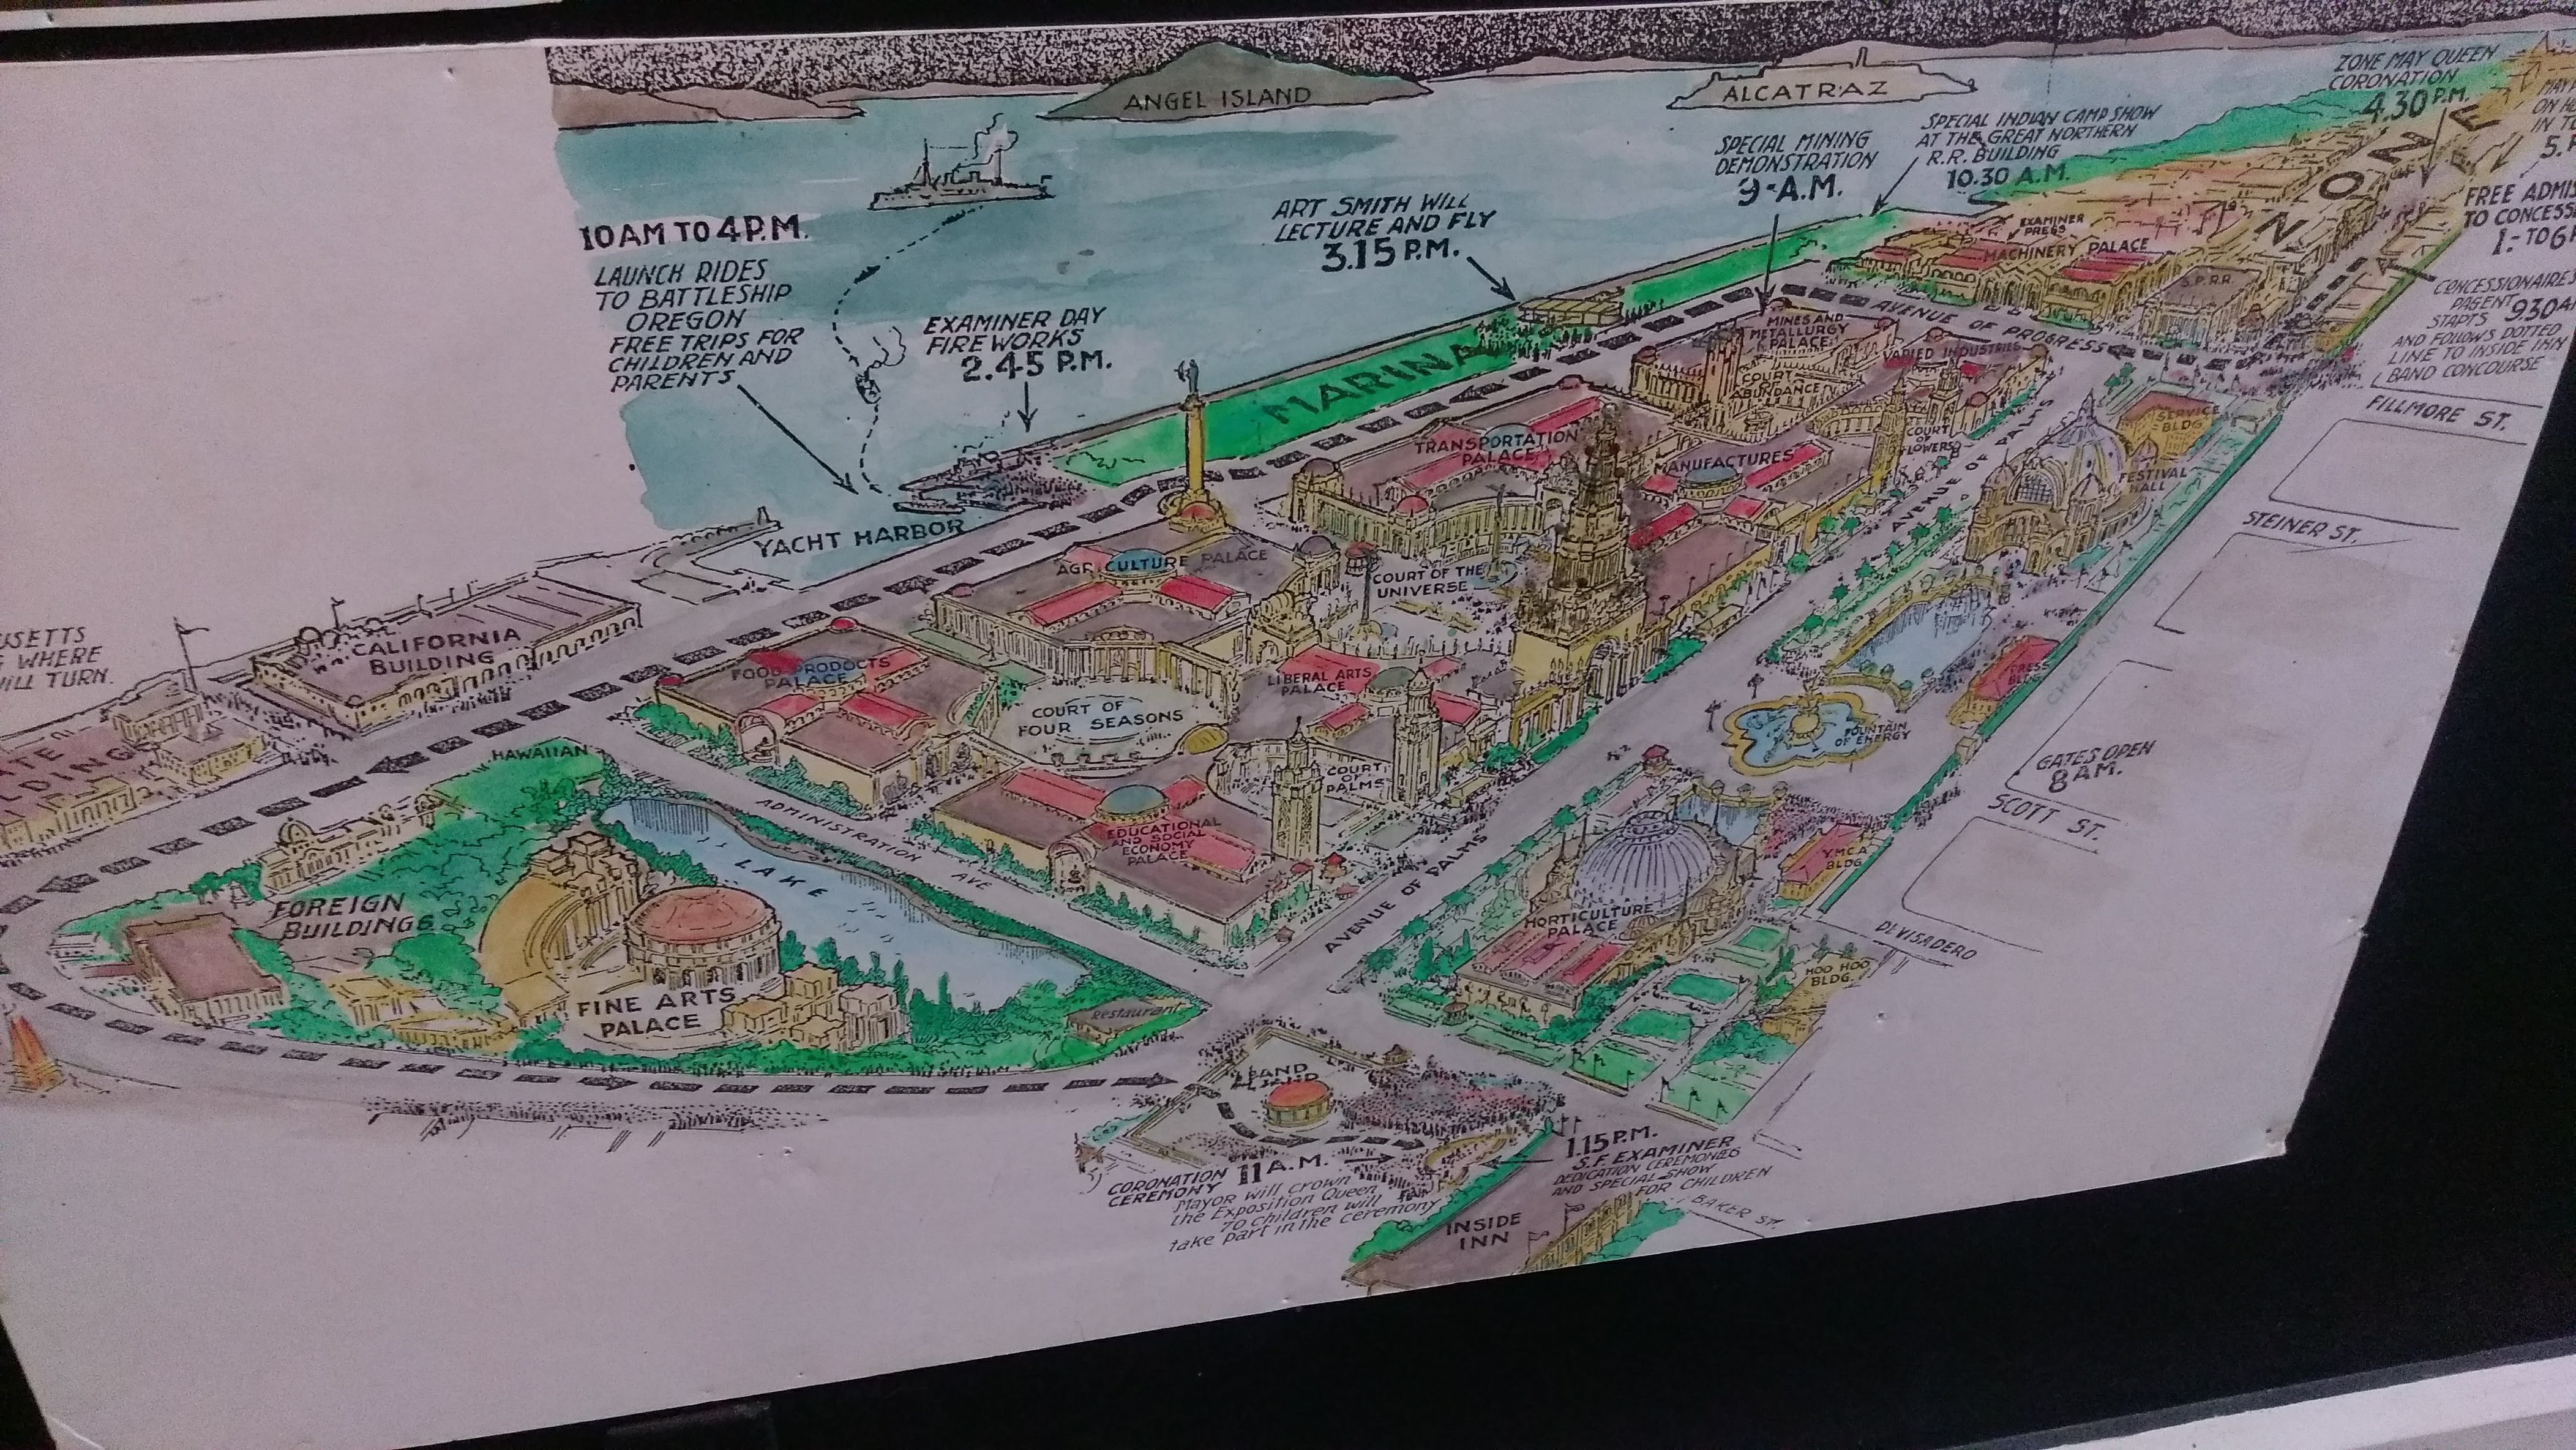 ANGEL ISLAND
ALCATRAZ
ZONE MAY QUEEN
CORONATION
4.30 P.M.
ON
IN
5.
SPECIAL INDIAN CAMP SHOW
AT THE GREAT NORTHERN
R.R. BUILDING
10.30 A.M.
SPECIAL MINING
DEMONSTRATION
9-A.M.
ART SMITH WILL
LECTURE AND FLY
3.15 P.M.
10 AM TO 4 P.M.
LAUNCH RIDES
TO BATTLESHIP
OREGON
FREE TRIPS FOR
CHILDREN AND
PARENTS
EXAMINER DAY
FIREWORKS
2.45 P.M.
ZONE
FREE ADMIS
TO CONCESS
1:- TO 6
EXAMINER
PRESS
MACHINERY PALACE
S.P.RR.
CONCESSIONAIRES
PAGENT
STARTS 930 A
AND FOLLOWS DOTTED
LINE TO INSIDE INN
BAND CONCOURSE
MARINA
AVENUE OF PROGRESS
MINES AND
METALLURGY
PALACE
VARIED INDUSTRIES
COURT
ABUNDANCE
TRANSPORTATION
PALACE
MANUFACTURES
COURT
OF
FLOWERS
AVENUE OF PALMS
SERVICE
BLDG
FESTIVAL
HALL
FILLMORE ST.
STEINER ST.
CHESTNUT ST.
YACHT HARBOR
AGRICULTURE PALACE
COURT OF THE
UNIVERSE
USETTS
WHERE
WILL TURN.
CALIFORNIA
BUILDING
FOOD PRODUCTS
PALACE
LIBERAL ARTS
PALACE
COURT OF
FOUR SEASONS
COURT
OF
PALMS
PRESS
BLDG
FOUNTAIN
OF ENERGY
GATES OPEN
8 AM.
SCOTT ST.
ATE
LDING
HAWAIIAN
ADMINISTRATION AVE
LAKE
EDUCATIONAL
AND SOCIAL
ECONOMY
PALACE
AVENUE OF PALMS
Y.M.C.A
BLDG
HORTICULTURE
PALACE
DIVISADERO
HOO HOO
BLDG.
FOREIGN
BUILDINGS
FINE ARTS
PALACE
Restaurant
BAND
STAND
CORONATION 11 A.M.
CEREMONY
Mayor will crown
the Exposition Queen
70 children will
take part in the ceremony
1.15 P.M.
S.F. EXAMINER
DEDICATION CEREMONIES
AND SPECIAL SHOW
FOR CHILDREN
BAKER ST.
INSIDE
INN